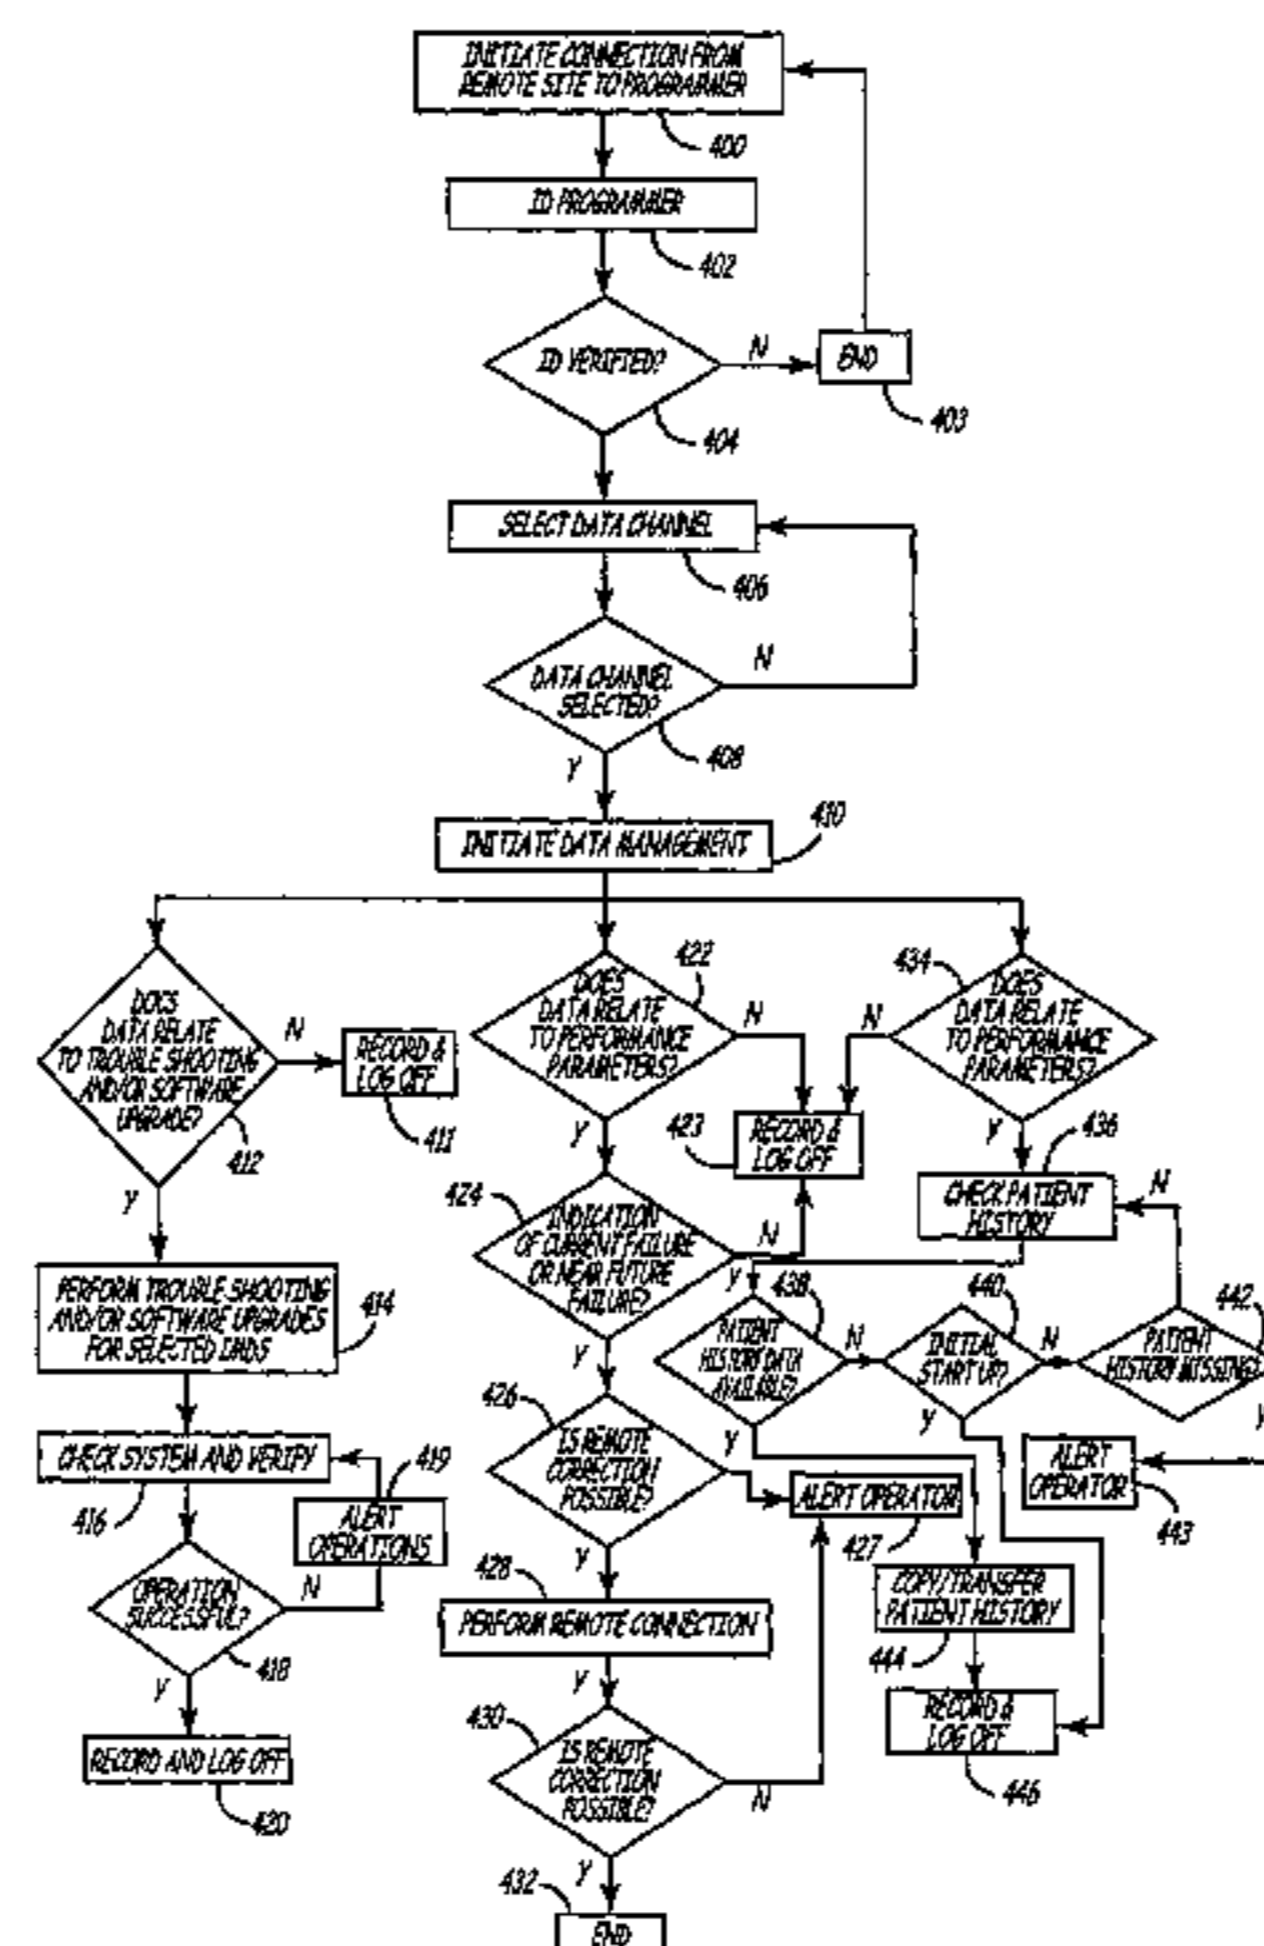 INITIATE CONNECTION FROM
REMOTE SITE TO PROGRAMMER
400
ID PROGRAMMER
402
ID VERIFIED?
N
END
403
404
SELECT DATA CHANNEL
406
DATA CHANNEL
SELECTED?
N
408
Y
INITIATE DATA MANAGEMENT
410
DOES
DATA RELATE
TO TROUBLE SHOOTING
AND/OR SOFTWARE
UPGRADE?
412
N
RECORD &
LOG OFF
411
Y
PERFORM TROUBLE SHOOTING
AND/OR SOFTWARE UPGRADES
FOR SELECTED IMDS
414
CHECK SYSTEM AND VERIFY
416
419
ALERT
OPERATIONS
OPERATION
SUCCESSFUL?
N
418
Y
RECORD AND LOG OFF
420
422
DOES
DATA RELATE
TO PERFORMANCE
PARAMETERS?
N
Y
423
RECORD &
LOG OFF
424
INDICATION
OF CURRENT FAILURE
OR NEAR FUTURE
FAILURE?
N
Y
426
IS REMOTE
CORRECTION
POSSIBLE?
ALERT OPERATOR
427
Y
428
PERFORM REMOTE CONNECTION
Y
430
IS REMOTE
CORRECTION
POSSIBLE?
N
Y
432
END
434
DOES
DATA RELATE
TO PERFORMANCE
PARAMETERS?
N
Y
436
CHECK PATIENT
HISTORY
N
Y
438
PATIENT
HISTORY DATA
AVAILABLE?
N
Y
440
INITIAL
START UP?
N
Y
442
PATIENT
HISTORY MISSING?
Y
ALERT
OPERATOR
443
COPY/TRANSFER
PATIENT HISTORY
444
RECORD &
LOG OFF
446